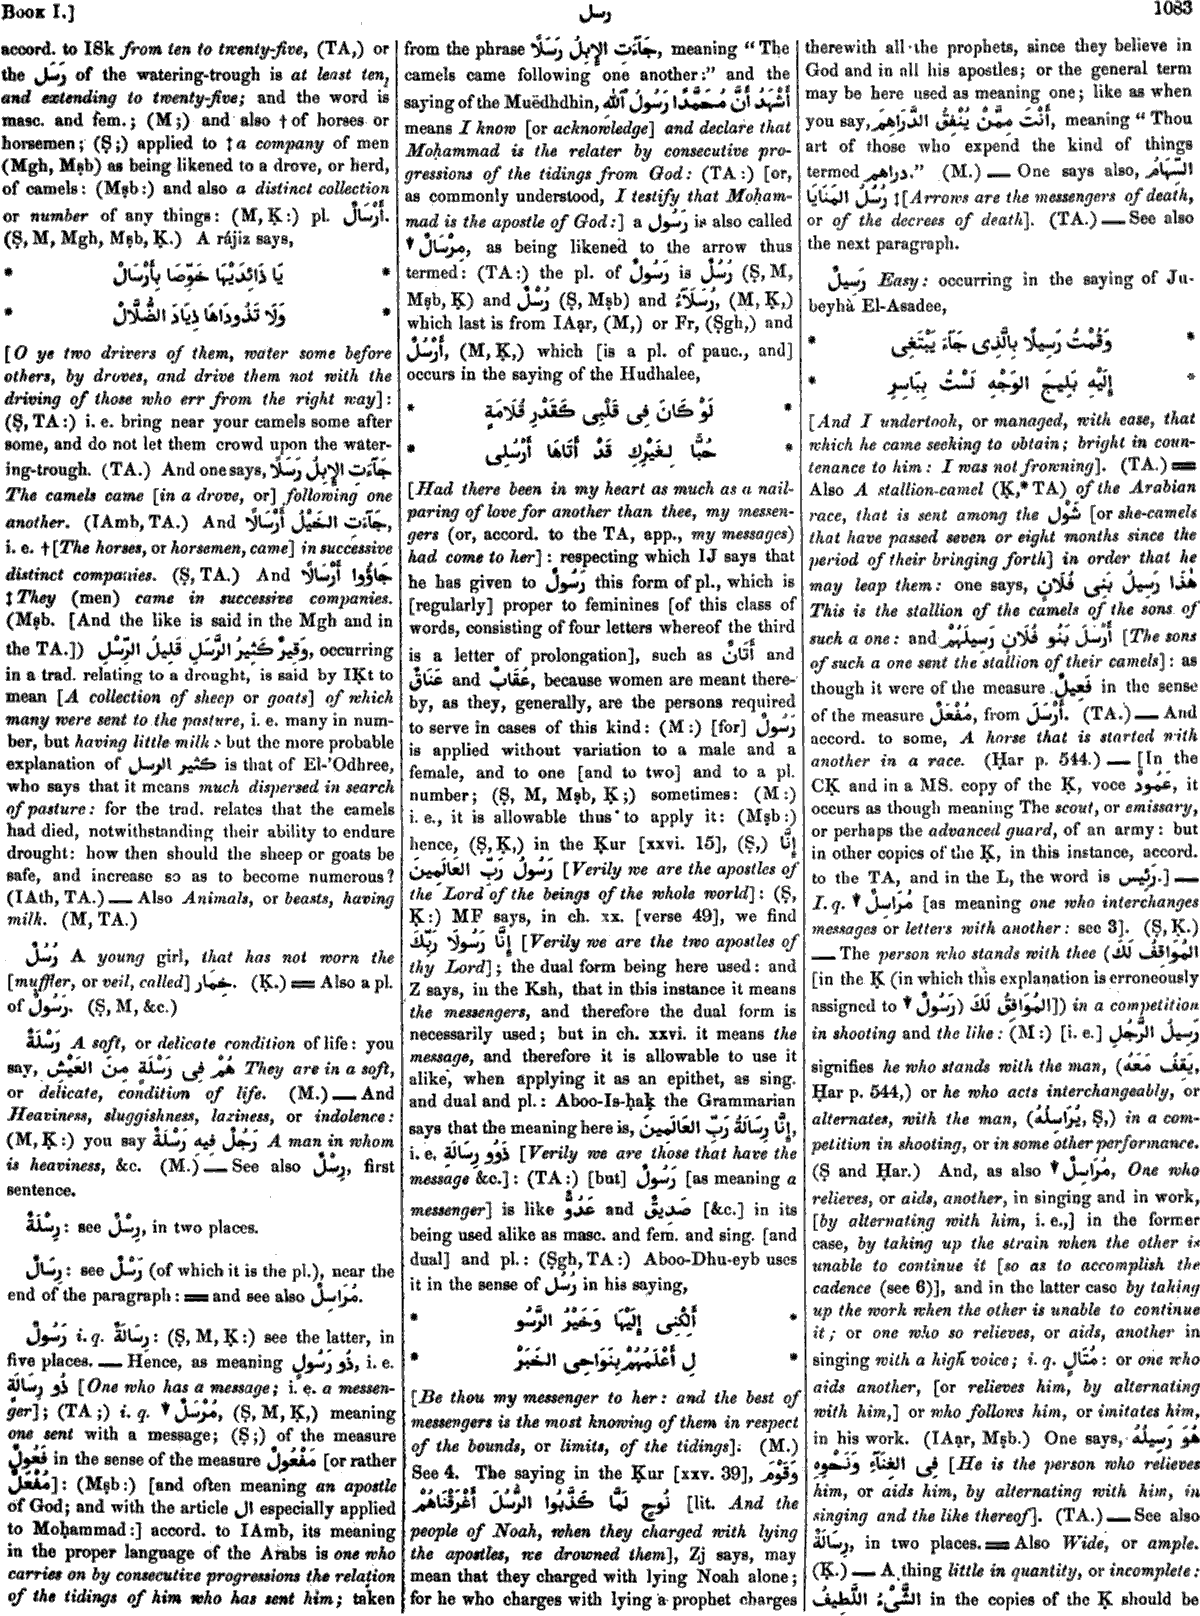 Book I.]
رسل
1083
accord. to ISk from ten to twenty-five, (TA,) or
the رَسَل of the watering-trough is at least ten,
and extending to twenty-five; and the word is
masc. and fem.; (M;) and also † of horses or
horsemen; (Ṣ;) applied to ‡ a company of men
(Mgh, Mṣb) as being likened to a drove, or herd,
of camels: (Mṣb:) and also a distinct collection
or number of any things: (M, Ḳ:) pl. أَرْسَالٌ.
(Ṣ, M, Mgh, Mṣb, Ḳ.) A rájiz says,
* يَا ذَائِدَيْهَا خَوِّصَا بِأَرْسَالْ *
* وَلَا تَذُودَاهَا ذِيَادَ الضُّلَّالْ *
[O ye two drivers of them, water some before
others, by droves, and drive them not with the
driving of those who err from the right way]:
(Ṣ, TA:) i. e. bring near your camels some after
some, and do not let them crowd upon the water-
ing-trough. (TA.) And one says, جَآءَتِ الإِبِلُ رَسَلًا
The camels came [in a drove, or] following one
another. (IAmb, TA.) And جَآءَتِ الخَيْلُ أَرْسَالًا,
i. e. † [The horses, or horsemen, came] in successive
distinct companies. (Ṣ, TA.) And جَاؤُوا أَرْسَالًا
‡ They (men) came in successive companies.
(Mṣb. [And the like is said in the Mgh and in
the TA.]) وَقِيرٌ كَثِيرُ الرَّسَلِ قَلِيلُ الرِّسْلِ, occurring
in a trad. relating to a drought, is said by IḲt to
mean [A collection of sheep or goats] of which
many were sent to the pasture, i. e. many in num-
ber, but having little milk: but the more probable
explanation of كثير الرسل is that of El-'Odhree,
who says that it means much dispersed in search
of pasture: for the trad. relates that the camels
had died, notwithstanding their ability to endure
drought: how then should the sheep or goats be
safe, and increase so as to become numerous?
(IAth, TA.) — Also Animals, or beasts, having
milk. (M, TA.)
رُسُلٌ A young girl, that has not worn the
[muffler, or veil, called] خِمَار. (Ḳ.) = Also a pl.
of رَسُولٌ. (Ṣ, M, &c.)
رَسْلَةٌ A soft, or delicate condition of life: you
say, هُمْ فِى رَسْلَةٍ مِنَ العَيْشِ They are in a soft,
or delicate, condition of life. (M.) — And
Heaviness, sluggishness, laziness, or indolence:
(M, Ḳ:) you say رَجُلٌ فِيهِ رَسْلَةٌ A man in whom
is heaviness, &c. (M.) — See also رِسْلٌ, first
sentence.
رِسْلَةٌ: see رِسْلٌ, in two places.
رِسَالٌ: see رَسْلٌ (of which it is the pl.), near the
end of the paragraph: = and see also مُرَاسِلٌ.
رَسُولٌ i. q. رِسَالَةٌ: (Ṣ, M, Ḳ:) see the latter, in
five places. — Hence, as meaning ذُو رَسُولٍ, i. e.
ذُو رِسَالَةٍ [One who has a message; i. e. a messen-
ger]; (TA;) i. q. ▼ مُرْسَلٌ, (Ṣ, M, Ḳ,) meaning
one sent with a message; (Ṣ;) of the measure
فَعُولٌ in the sense of the measure مَفْعُولٌ [or rather
مُفْعَلٌ]: (Mṣb:) [and often meaning an apostle
of God; and with the article ال especially applied
to Moḥammad:] accord. to IAmb, its meaning
in the proper language of the Arabs is one who
carries on by consecutive progressions the relation
of the tidings of him who has sent him; taken
from the phrase جَآءَتِ الإِبِلُ رَسَلًا, meaning "The
camels came following one another:" and the
saying of the Muëdhdhin, أَشْهَدُ أَنَّ مُحَمَّدًا رَسُولُ ٱللّٰهِ
means I know [or acknowledge] and declare that
Moḥammad is the relater by consecutive pro-
gressions of the tidings from God: (TA:) [or,
as commonly understood, I testify that Moḥam-
mad is the apostle of God:] a رَسُول is also called
▼ مِرْسَالٌ, as being likened to the arrow thus
termed: (TA:) the pl. of رَسُولٌ is رُسُلٌ (Ṣ, M,
Mṣb, Ḳ) and رُسْلٌ (Ṣ, Mṣb) and رُسَلَآءُ, (M, Ḳ,)
which last is from IAạr, (M,) or Fr, (Ṣgh,) and
أَرْسُلٌ, (M, Ḳ,) which [is a pl. of pauc., and]
occurs in the saying of the Hudhalee,
* لَوْ كَانَ فِى قَلْبِى كَقَدْرِ قُلَامَةٍ *
* حُبًّا لِغَيْرِكِ قَدْ أَتَاهَا أَرْسُلِى *
[Had there been in my heart as much as a nail-
paring of love for another than thee, my messen-
gers (or, accord. to the TA, app., my messages)
had come to her]: respecting which IJ says that
he has given to رَسُولٌ this form of pl., which is
[regularly] proper to feminines [of this class of
words, consisting of four letters whereof the third
is a letter of prolongation], such as أَتَانٌ and
عَنَاقٌ and عُقَابٌ, because women are meant there-
by, as they, generally, are the persons required
to serve in cases of this kind: (M:) [for] رَسُولٌ
is applied without variation to a male and a
female, and to one [and to two] and to a pl.
number; (Ṣ, M, Mṣb, Ḳ;) sometimes: (M:)
i. e., it is allowable thus to apply it: (Mṣb:)
hence, (Ṣ, Ḳ,) in the Ḳur [xxvi. 15], (Ṣ,) إِنَّا
رَسُولُ رَبِّ العَالَمِينَ [Verily we are the apostles of
the Lord of the beings of the whole world]: (Ṣ,
Ḳ:) MF says, in ch. xx. [verse 49], we find
إِنَّا رَسُولَا رَبِّكَ [Verily we are the two apostles of
thy Lord]; the dual form being here used: and
Z says, in the Ksh, that in this instance it means
the messengers, and therefore the dual form is
necessarily used; but in ch. xxvi. it means the
message, and therefore it is allowable to use it
alike, when applying it as an epithet, as sing.
and dual and pl.: Aboo-Is-ḥaḳ the Grammarian
says that the meaning here is, إِنَّا رِسَالَةُ رَبِّ العَالَمِينَ,
i. e. ذَوُو رِسَالَةِ [Verily we are those that have the
message &c.]: (TA:) [but] رَسُولٌ [as meaning a
messenger] is like عَدُوٌّ and صَدِيقٌ [&c.] in its
being used alike as masc. and fem. and sing. [and
dual] and pl.: (Ṣgh, TA:) Aboo-Dhu-eyb uses
it in the sense of رُسُل in his saying,
* أَلِكْنِى إِلَيْهَا وَخَيْرُ الرَّسُو *
* لِ أَعْلَمُهُمْ بِنَوَاحِى الخَبَرْ *
[Be thou my messenger to her: and the best of
messengers is the most knowing of them in respect
of the bounds, or limits, of the tidings]. (M.)
See 4. The saying in the Ḳur [xxv. 39], وَقَوْمَ
نُوحٍ لَمَّا كَذَّبُوا الرُّسُلَ أَغْرَقْنَاهُمْ [lit. And the
people of Noah, when they charged with lying
the apostles, we drowned them], Zj says, may
mean that they charged with lying Noah alone;
for he who charges with lying a prophet charges
therewith all the prophets, since they believe in
God and in all his apostles; or the general term
may be here used as meaning one; like as when
you say, أَنْتَ مِمَّنْ يُنْفِقُ الدَّرَاهِمَ, meaning "Thou
art of those who expend the kind of things
termed دراهم." (M.) — One says also, السِّهَامُ
رُسُلُ المَنَايَا ‡ [Arrows are the messengers of death,
or of the decrees of death]. (TA.) — See also
the next paragraph.
رَسِيلٌ Easy: occurring in the saying of Ju-
beyhà El-Asadee,
* وَقُمْتُ رَسِيلًا بِالَّذِى جَآءَ يَبْتَغِى *
* إِلَيْهِ بَلِيجَ الوَجْهِ لَسْتُ بِبَاسِرِ *
[And I undertook, or managed, with ease, that
which he came seeking to obtain; bright in coun-
tenance to him: I was not frowning]. (TA.) =
Also A stallion-camel (Ḳ,* TA) of the Arabian
race, that is sent among the شَوْل [or she-camels
that have passed seven or eight months since the
period of their bringing forth] in order that he
may leap them: one says, هٰذَا رَسِيلُ بَنِى فُلَانٍ
This is the stallion of the camels of the sons of
such a one: and أَرْسَلَ بَنُو فُلَانٍ رَسِيلَهُمْ [The sons
of such a one sent the stallion of their camels]: as
though it were of the measure فَعِيلٌ in the sense
of the measure مُفْعَلٌ, from أَرْسَلَ. (TA.) — And
accord. to some, A horse that is started with
another in a race. (Ḥar p. 544.) — [In the
CḲ and in a MS. copy of the Ḳ, voce عَمُودٌ, it
occurs as though meaning The scout, or emissary,
or perhaps the advanced guard, of an army: but
in other copies of the Ḳ, in this instance, accord.
to the TA, and in the L, the word is رَئِيس.] —
I. q. ▼ مُرَاسِلٌ [as meaning one who interchanges
messages or letters with another: see 3]. (Ṣ, Ḳ.)
— The person who stands with thee (المُوَاقِفُ لَكَ
[in the Ḳ (in which this explanation is erroneously
assigned to ▼ رَسُولٌ) المُوَافِقُ لَكَ]) in a competition
in shooting and the like: (M:) [i. e.] رَسِيلُ الرَّجُلِ
signifies he who stands with the man, (يَقِفُ مَعَهُ,
Ḥar p. 544,) or he who acts interchangeably, or
alternates, with the man, (يُرَاسِلُهُ, Ṣ,) in a com-
petition in shooting, or in some other performance.
(Ṣ and Ḥar.) And, as also ▼ مُرَاسِلٌ, One who
relieves, or aids, another, in singing and in work,
[by alternating with him, i. e.,] in the former
case, by taking up the strain when the other is
unable to continue it [so as to accomplish the
cadence (see 6)], and in the latter case by taking
up the work when the other is unable to continue
it; or one who so relieves, or aids, another in
singing with a high voice; i. q. مُتَالٍ: or one who
aids another, [or relieves him, by alternating
with him,] or who follows him, or imitates him,
in his work. (IAạr, Mṣb.) One says, هُوَ رَسِيلُهُ
فِى الغِنَآءِ وَنَحْوِهِ [He is the person who relieves
him, or aids him, by alternating with him, in
singing and the like thereof]. (TA.) — See also
رِسَالَةٌ, in two places. = Also Wide, or ample.
(Ḳ.) — A thing little in quantity, or incomplete:
الشَّىْءُ اللَّطِيفُ in the copies of the Ḳ should be